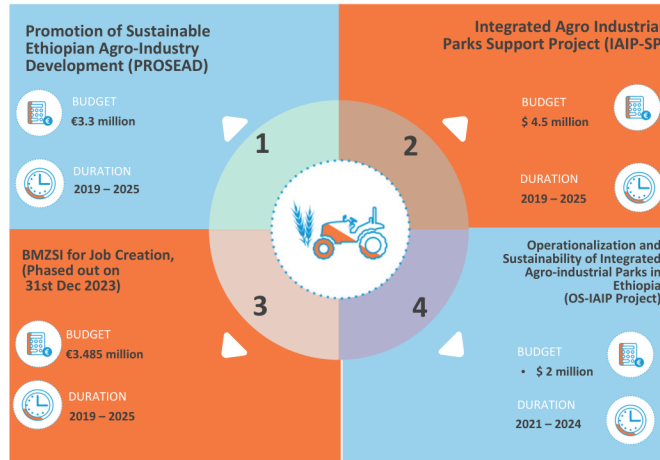 Promotion of Sustainable
Ethiopian Agro-Industry
Development (PROSEAD)
BUDGET
€3.3 million
DURATION
2019 – 2025
1
Integrated Agro Industria
Parks Support Project (IAIP-SP
BUDGET
$ 4.5 million
DURATION
2019 – 2025
2
BMZSI for Job Creation,
(Phased out on
31st Dec 2023)
BUDGET
€3.485 million
DURATION
2019 – 2025
3
Operationalization and
Sustainability of Integrated
Agro-industrial Parks in
Ethiopia
(OS-IAIP Project)
BUDGET
• $ 2 million
DURATION
2021 – 2024
4